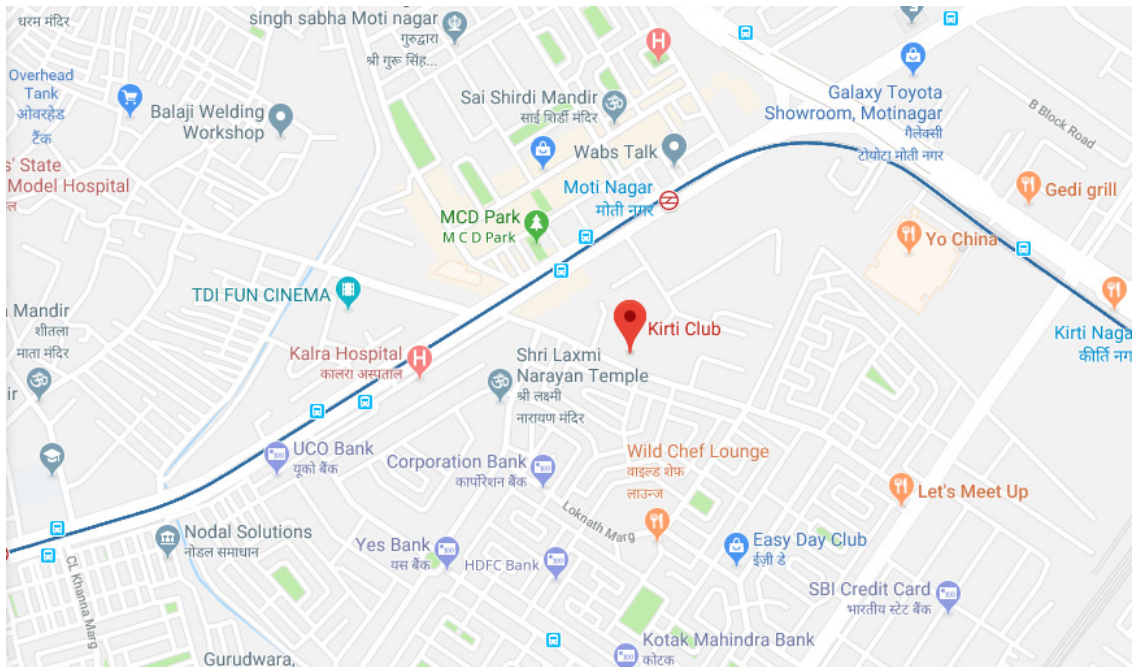 धरम मंदिर
singh sabha Moti nagar
गुरुद्वारा
श्री गुरू सिंह...
Overhead
Tank
ओवरहेड
टैंक
Balaji Welding
Workshop
Sai Shirdi Mandir
साई शिर्डी मंदिर
H
Galaxy Toyota
Showroom, Motinagar
गैलेक्सी
टोयोटा मोती नगर
B Block Road
Wabs Talk
s' State
Model Hospital
ल
Moti Nagar
मोती नगर
Gedi grill
MCD Park
M C D Park
Yo China
TDI FUN CINEMA
Mandir
शीतला
माता मंदिर
Kirti Club
Kirti Naga
कीर्ति नग
Kalra Hospital
कालरा अस्पताल
H
Shri Laxmi
Narayan Temple
श्री लक्ष्मी
नारायण मंदिर
ir
UCO Bank
यूको बैंक
Corporation Bank
कार्पोरेशन बैंक
Wild Chef Lounge
वाइल्ड शेफ़
लाउन्ज
Let's Meet Up
Loknath Marg
Nodal Solutions
नोडल समाधान
Yes Bank
यस बैंक
HDFC Bank
Easy Day Club
ईज़ी डे
CL Khanna Marg
SBI Credit Card
भारतीय स्टेट बैंक
Kotak Mahindra Bank
कोटक
Gurudwara,